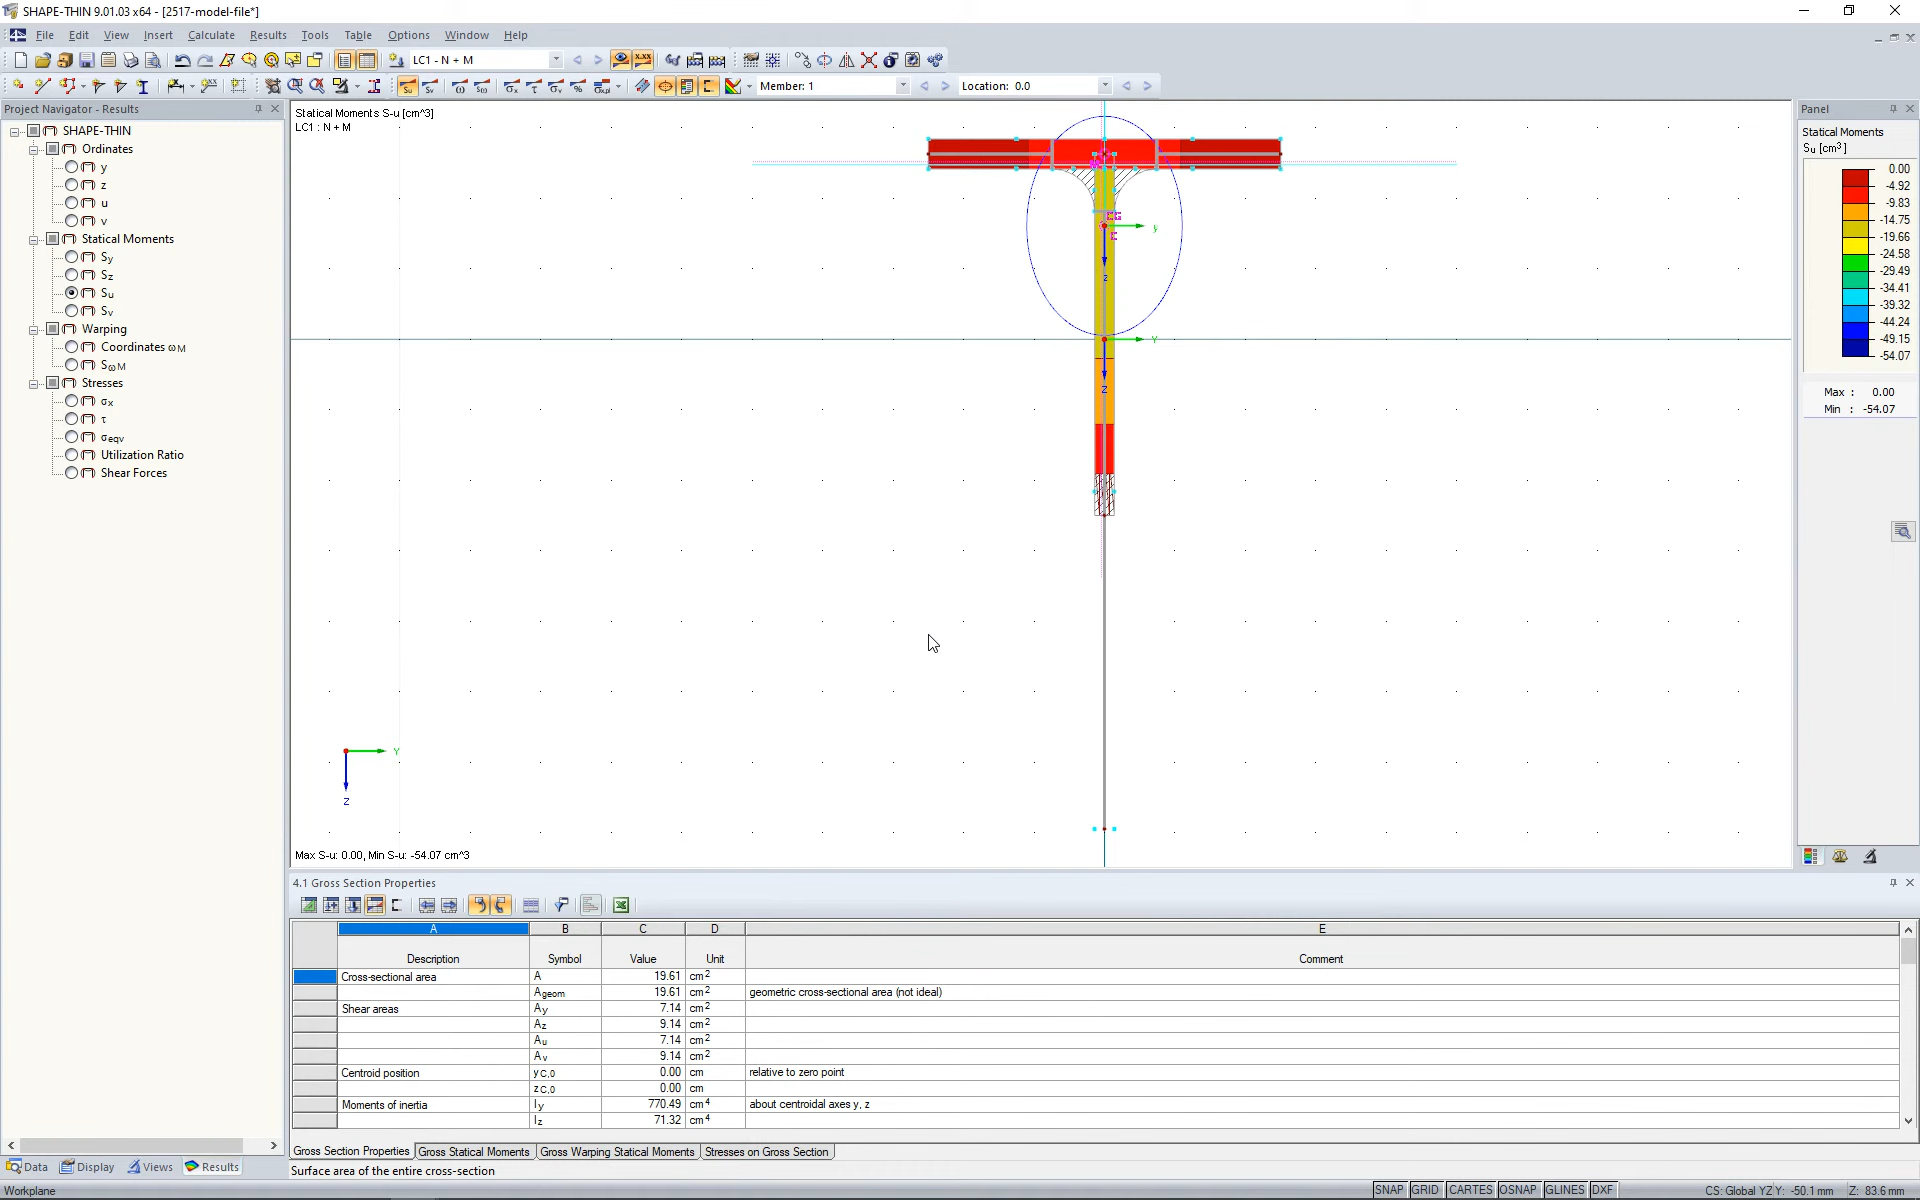 SHAPE-THIN 9.01.03 x64 - [2517-model-file*]
File Edit View Insert Calculate Results Tools Table Options Window Help
LC1 - N + M
Member: 1 Location: 0.0
Project Navigator - Results
SHAPE-THIN
Ordinates
y
z
u
v
Statical Moments
Sy
Sz
Su
Sv
Warping
Coordinates ωM
SωM
Stresses
σx
τ
σeqv
Utilization Ratio
Shear Forces
Data Display Views Results
Statical Moments S-u [cm^3]
LC1 : N + M
y
z
Y
Z
Y
Z
Max S-u: 0.00, Min S-u: -54.07 cm^3
Panel
Statical Moments
Su [cm3]
0.00
-4.92
-9.83
-14.75
-19.66
-24.58
-29.49
-34.41
-39.32
-44.24
-49.15
-54.07
Max : 0.00
Min : -54.07
4.1 Gross Section Properties
A B C D E
Description Symbol Value Unit Comment
Cross-sectional area A 19.61 cm2
Ageom 19.61 cm2 geometric cross-sectional area (not ideal)
Shear areas Ay 7.14 cm2
Az 9.14 cm2
Au 7.14 cm2
Av 9.14 cm2
Centroid position yC,0 0.00 cm relative to zero point
zC,0 0.00 cm
Moments of inertia Iy 770.49 cm4 about centroidal axes y, z
Iz 71.32 cm4
Gross Section Properties Gross Statical Moments Gross Warping Statical Moments Stresses on Gross Section
Surface area of the entire cross-section
Workplane SNAP GRID CARTES OSNAP GLINES DXF CS: Global YZ Y: -50.1 mm Z: 83.6 mm